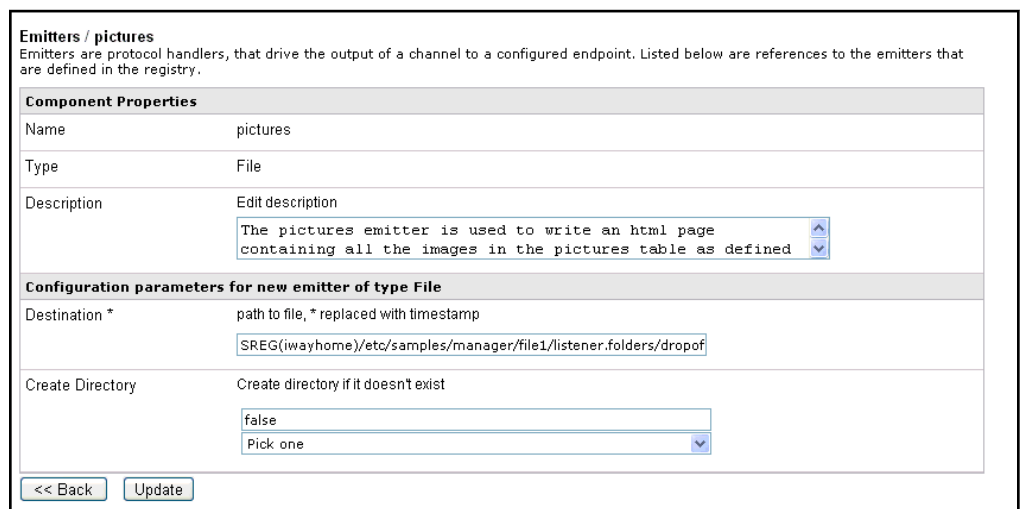 Emitters / pictures
Emitters are protocol handlers, that drive the output of a channel to a configured endpoint. Listed below are references to the emitters that
are defined in the registry.
Component Properties
Name pictures
Type File
Description Edit description
The pictures emitter is used to write an html page
containing all the images in the pictures table as defined
Configuration parameters for new emitter of type File
Destination * path to file, * replaced with timestamp
SREG(iwayhome)/etc/samples/manager/file1/listener.folders/dropof
Create Directory Create directory if it doesn't exist
false
Pick one
<< Back Update